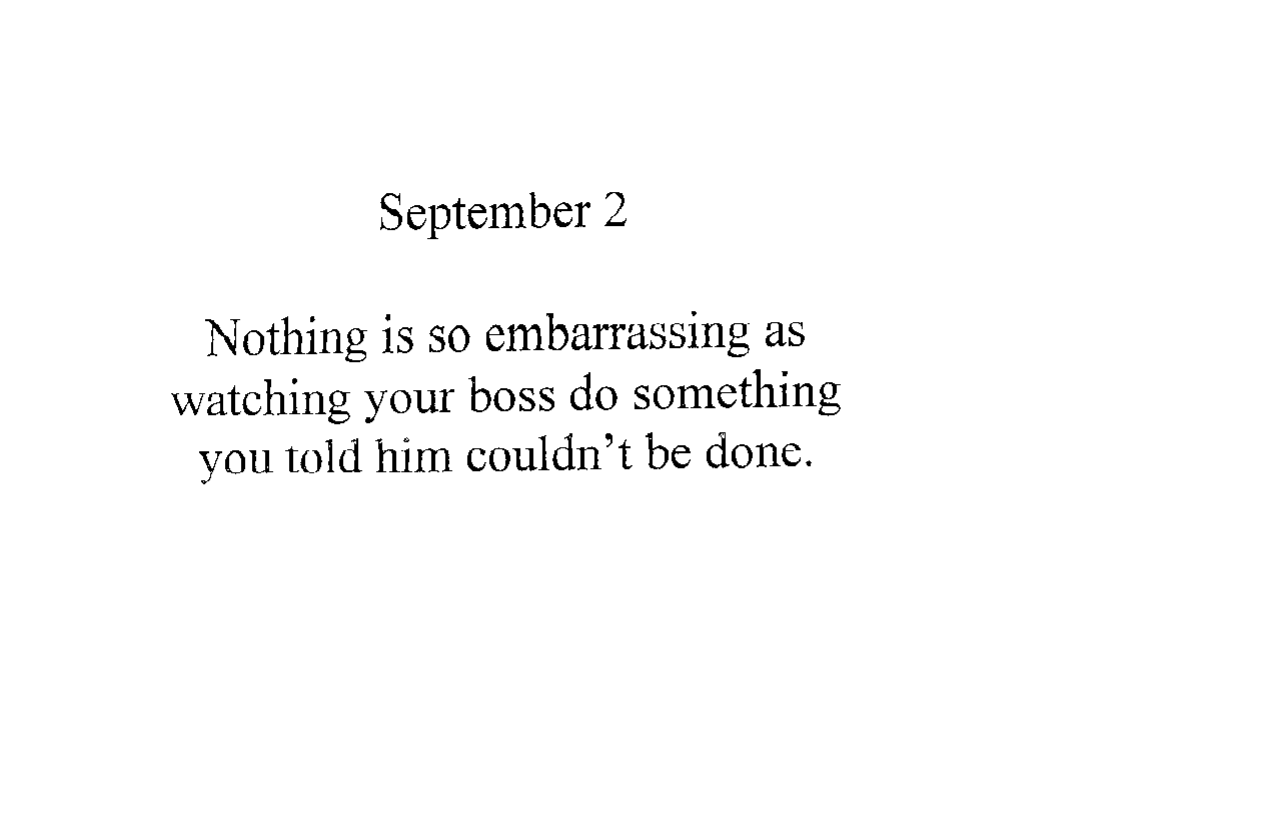 September 2
Nothing is so embarrassing as
watching your boss do something
you told him couldn’t be done.